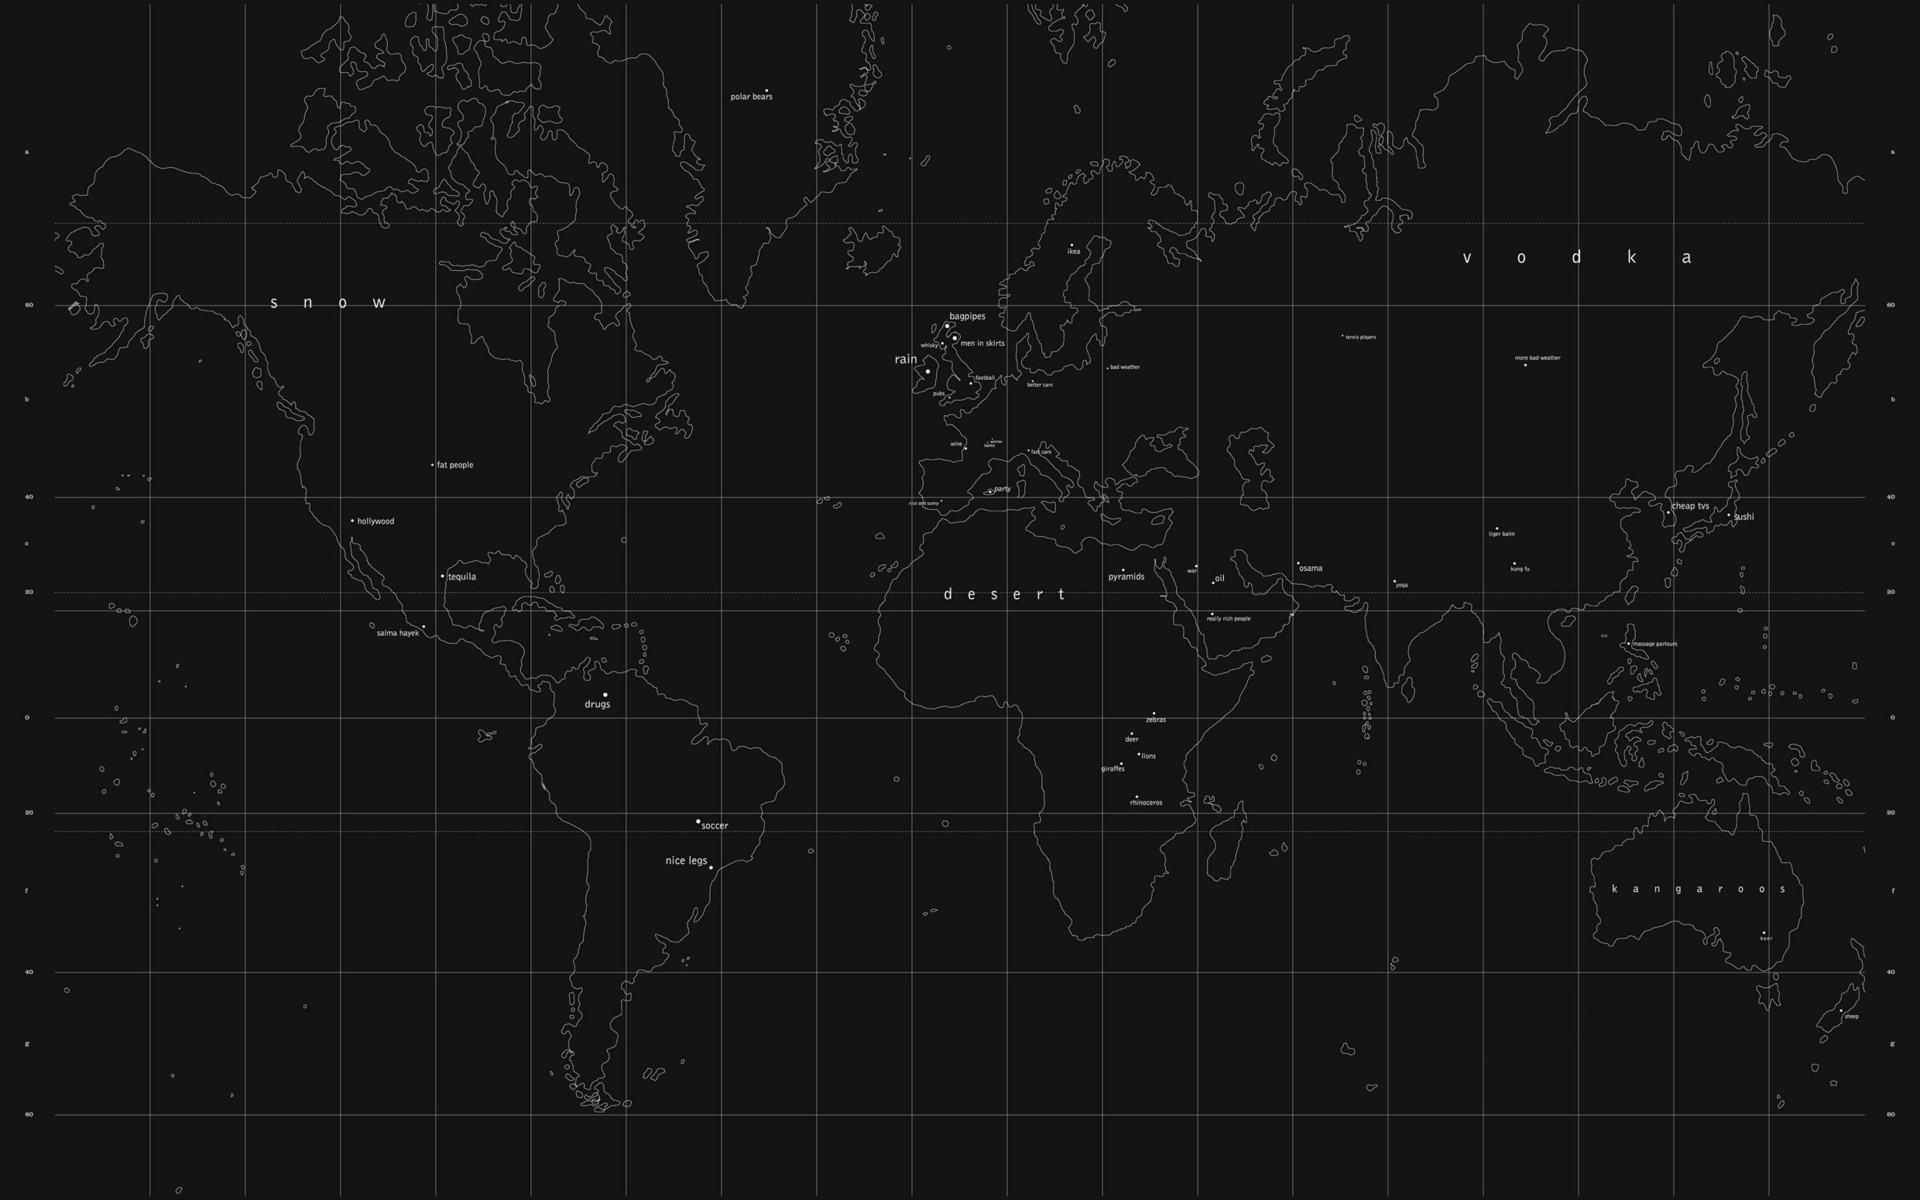 polar bears
a
a
ikea
v o d k a
s n o w
60
60
bagpipes
men in skirts
whisky
tennis players
rain
more bad weather
bad weather
football
better cars
pubs
b
b
wine
banks
fast cars
fat people
party
nice and sunny
40
40
cheap tvs
sushi
hollywood
tiger balm
c
c
kung fu
osama
war
oil
pyramids
tequila
yoga
20
20
desert
really rich people
salma hayek
massage parlours
drugs
0
0
zebras
deer
lions
giraffes
rhinoceros
20
20
soccer
nice legs
k a n g a r o o s
f
f
beer
40
40
sheep
g
g
60
60